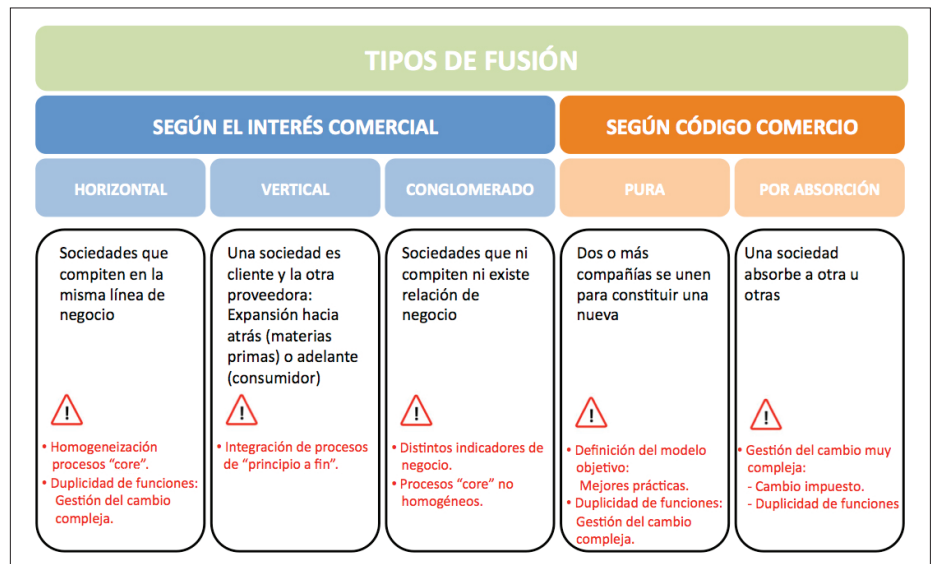 TIPOS DE FUSIÓN
SEGÚN EL INTERÉS COMERCIAL
SEGÚN CÓDIGO COMERCIO
HORIZONTAL
VERTICAL
CONGLOMERADO
PURA
POR ABSORCIÓN
Sociedades que
compiten en la
misma línea de
negocio
!
• Homogeneización
procesos “core”.
• Duplicidad de funciones:
Gestión del cambio
compleja.
Una sociedad es
cliente y la otra
proveedora:
Expansión hacia
atrás (materias
primas) o adelante
(consumidor)
!
• Integración de procesos
de “principio a fin”.
Sociedades que ni
compiten ni existe
relación de
negocio
!
• Distintos indicadores de
negocio.
• Procesos “core” no
homogéneos.
Dos o más
compañías se unen
para constituir una
nueva
!
• Definición del modelo
objetivo:
Mejores prácticas.
• Duplicidad de funciones:
Gestión del cambio
compleja.
Una sociedad
absorbe a otra u
otras
!
• Gestión del cambio muy
compleja:
- Cambio impuesto.
- Duplicidad de funciones